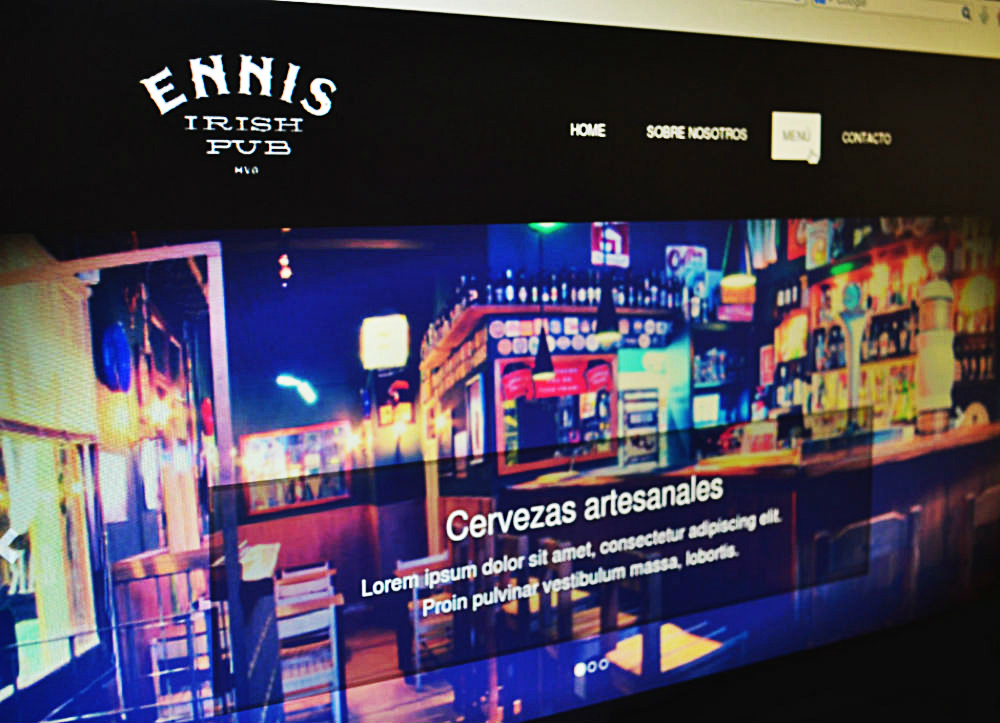 ENNIS
IRISH
PUB
MVD
HOME
SOBRE NOSOTROS
MENÚ
CONTACTO
Cervezas artesanales
Lorem ipsum dolor sit amet, consectetur adipiscing elit.
Proin pulvinar vestibulum massa, lobortis.